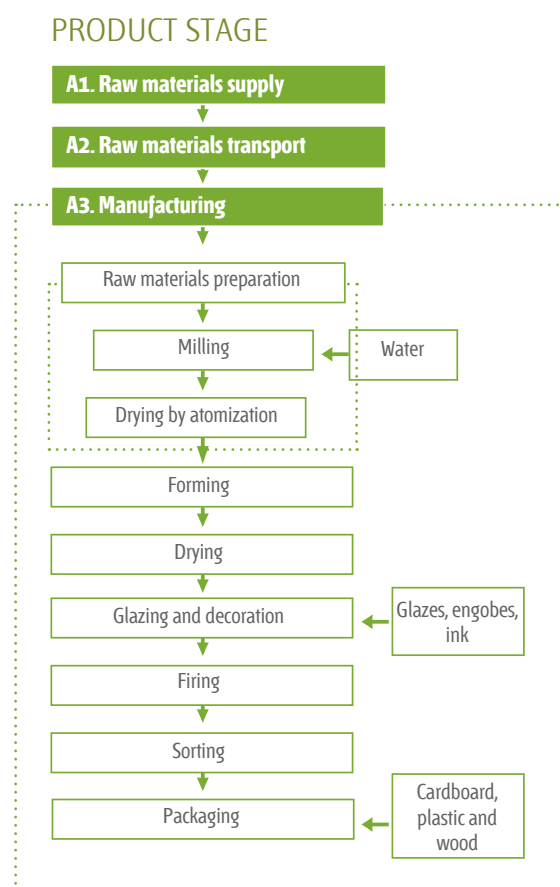 PRODUCT STAGE
A1. Raw materials supply
A2. Raw materials transport
A3. Manufacturing
Raw materials preparation
Milling
Water
Drying by atomization
Forming
Drying
Glazing and decoration
Glazes, engobes,
ink
Firing
Sorting
Packaging
Cardboard,
plastic and
wood